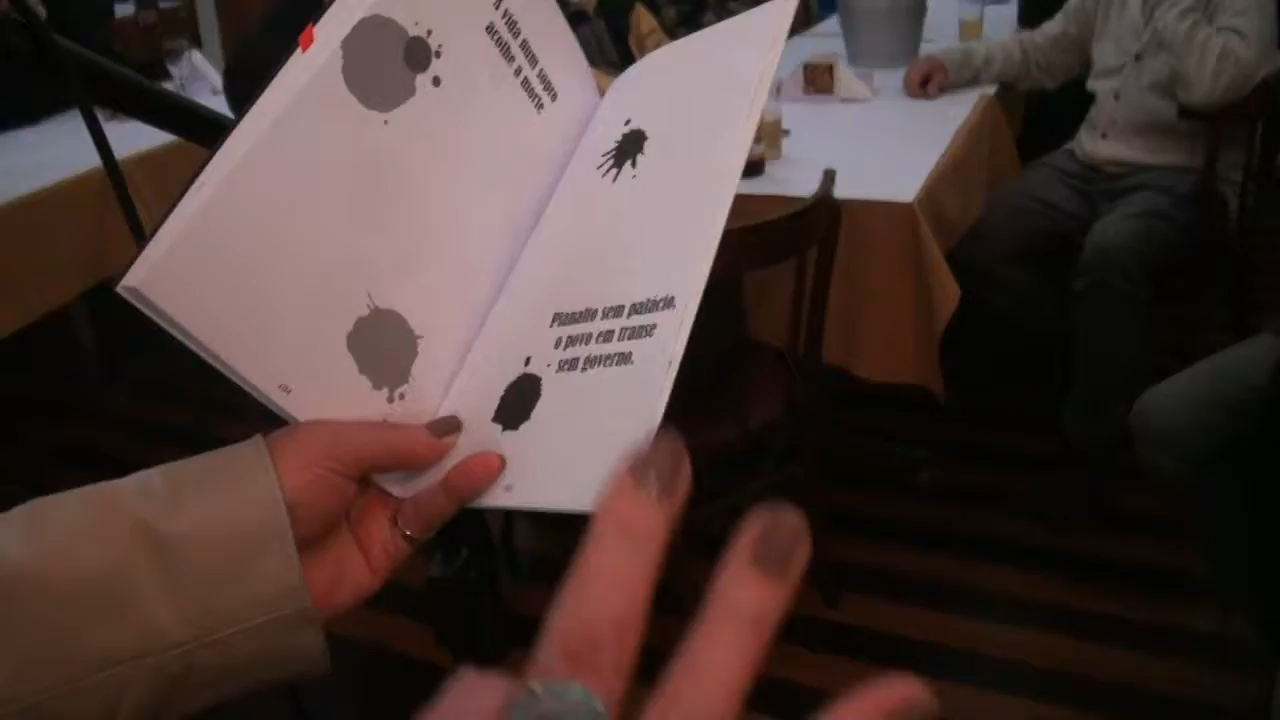 A vida num sopro
acolhe a morte.
Planalto sem palácio,
o povo em transe
sem governo.